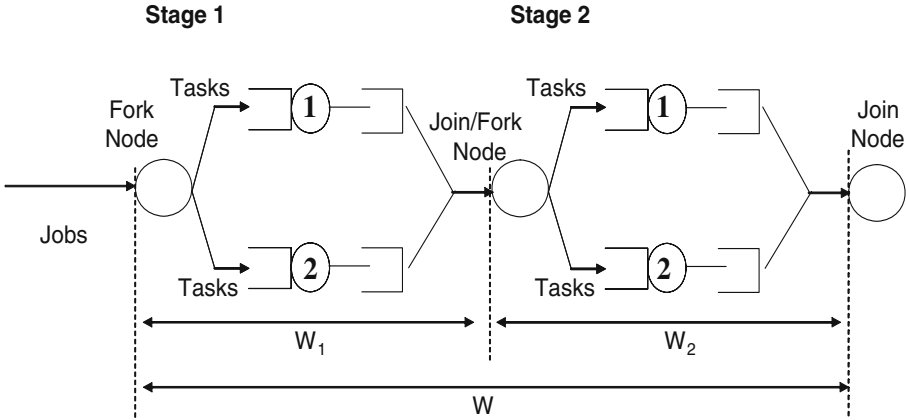 Stage 1
Stage 2
Tasks
1
Tasks
1
Fork
Node
Join/Fork
Node
Join
Node
Jobs
2
Tasks
2
Tasks
W1
W2
W